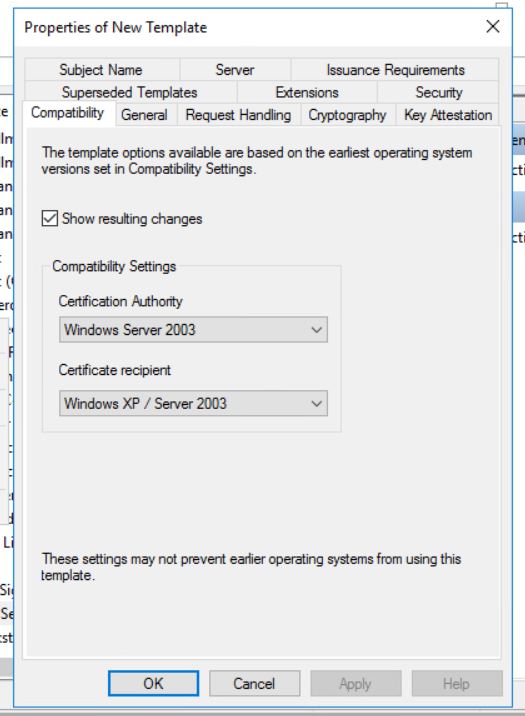 Properties of New Template
Subject Name Server Issuance Requirements
Superseded Templates Extensions Security
Compatibility General Request Handling Cryptography Key Attestation
The template options available are based on the earliest operating system
versions set in Compatibility Settings.
Show resulting changes
Compatibility Settings
Certification Authority
Windows Server 2003
Certificate recipient
Windows XP / Server 2003
These settings may not prevent earlier operating systems from using this
template.
OK Cancel Apply Help